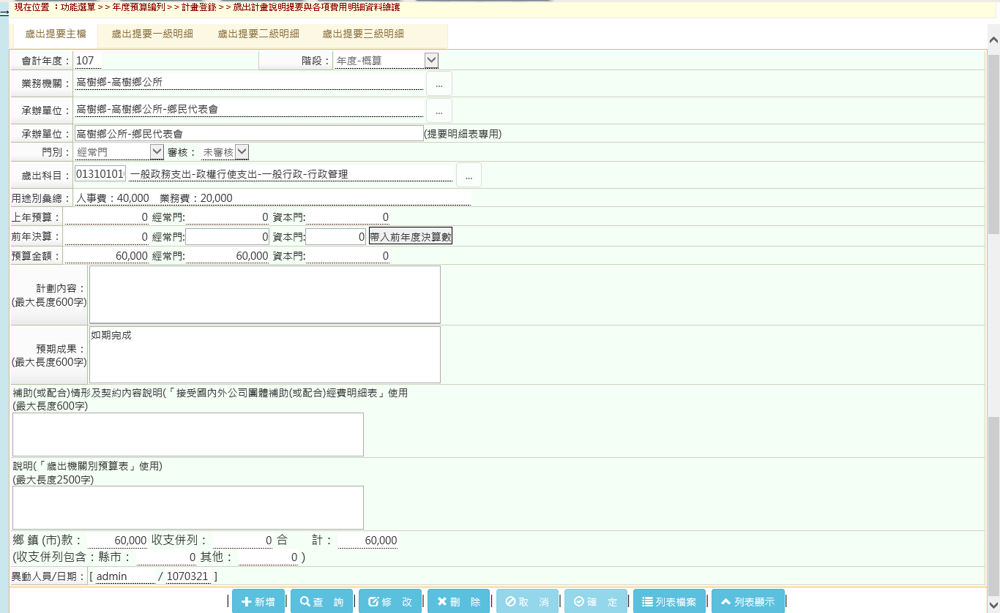 現在位置 ：功能選單 >> 年度預算編列 >> 計畫登錄 >> 歲出計畫說明提要與各項費用明細資料維護
歲出提要主檔 歲出提要一級明細 歲出提要二級明細 歲出提要三級明細
會計年度： 107 階段： 年度-概算
業務機關： 高樹鄉-高樹鄉公所 ...
承辦單位： 高樹鄉-高樹鄉公所-鄉民代表會 ...
承辦單位： 高樹鄉公所-鄉民代表會 (提要明細表專用)
門別： 經常門 審核： 未審核
歲出科目： 013101010 一般政務支出-政權行使支出-一般行政-行政管理 ...
用途別彙總： 人事費：40,000 業務費：20,000
上年預算： 0 經常門: 0 資本門: 0
前年決算： 0 經常門: 0 資本門: 0 帶入前年度決算數
預算金額： 60,000 經常門: 60,000 資本門: 0
計劃內容：
(最大長度600字)
如期完成
預期成果：
(最大長度600字)
補助(或配合)情形及契約內容說明(「接受國內外公司團體補助(或配合)經費明細表」使用
(最大長度600字)
說明(「歲出機關別預算表」使用)
(最大長度2500字)
鄉 鎮 (市)款： 60,000 收支併列： 0 合 計： 60,000
(收支併列包含：縣市： 0 其他： 0 )
異動人員/日期： [ admin / 1070321 ]
新增 查 詢 修 改 刪 除 取 消 確 定 列表檔案 列表顯示